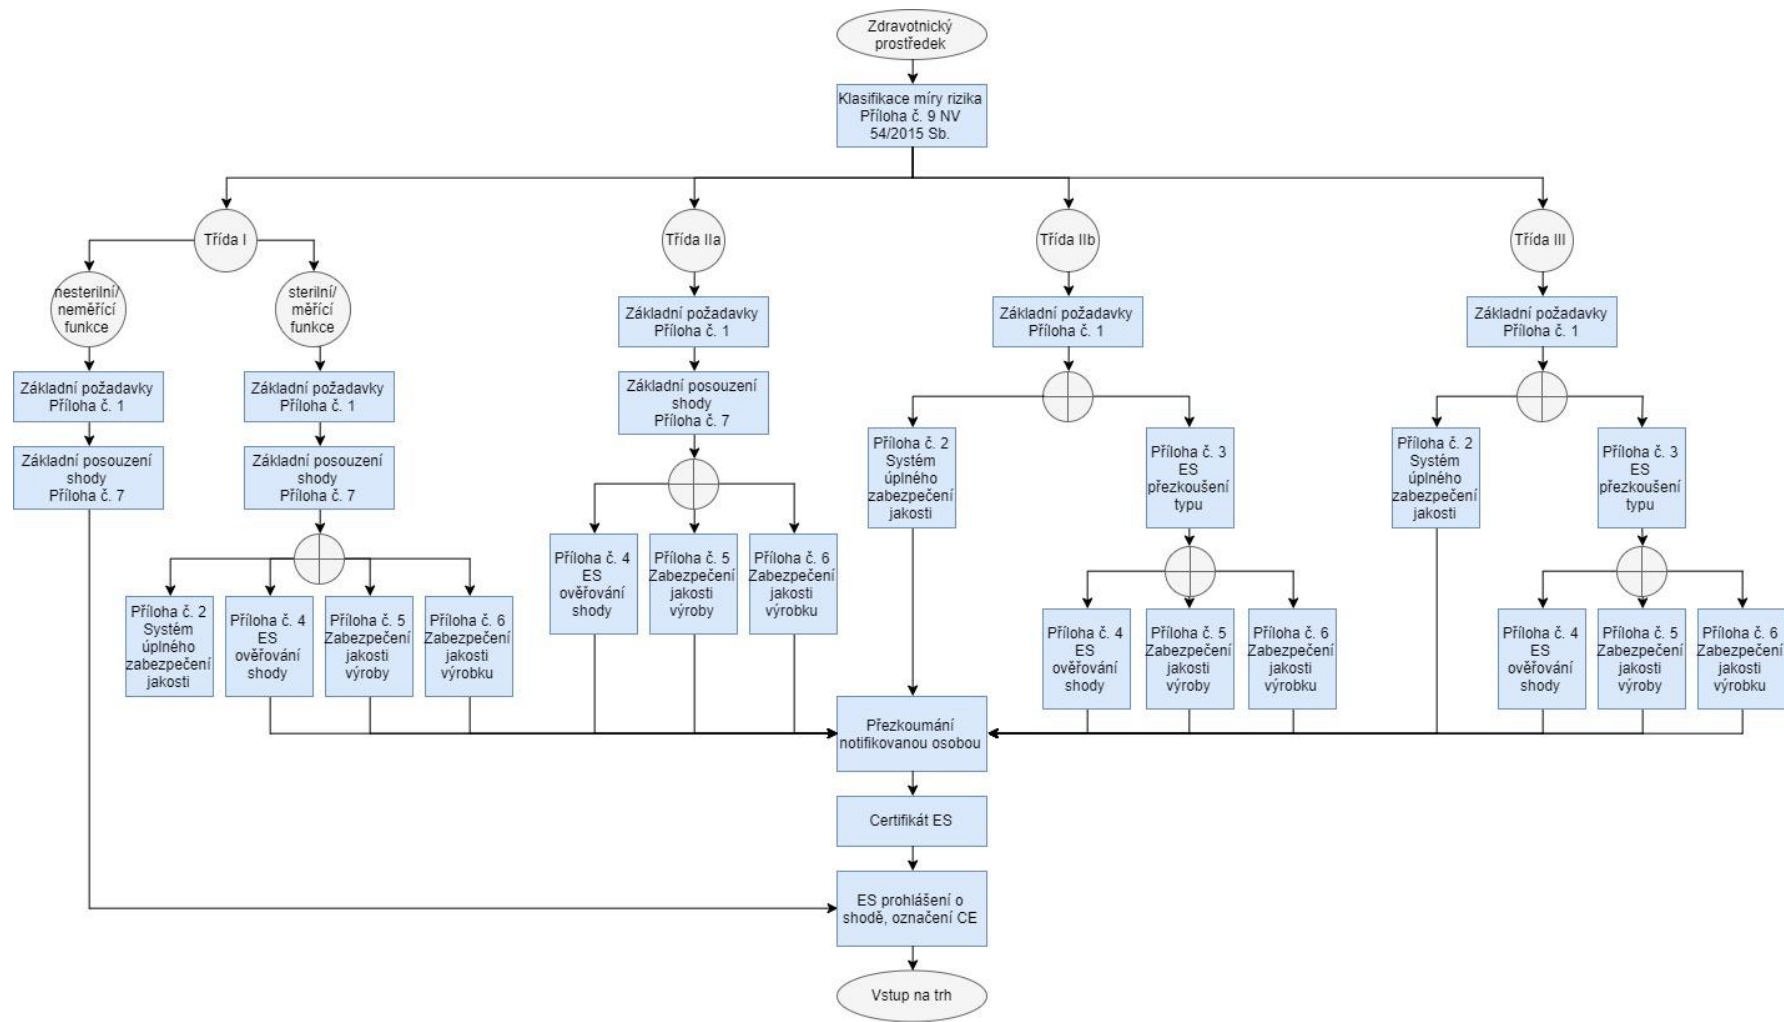 Zdravotnický
prostředek
Klasifikace míry rizika
Příloha č. 9 NV
54/2015 Sb.
Třída I
Třída IIa
Třída IIb
Třída III
nesterilní/
neměřící
funkce
sterilní/
měřící
funkce
Základní požadavky
Příloha č. 1
Základní požadavky
Příloha č. 1
Základní požadavky
Příloha č. 1
Základní požadavky
Příloha č. 1
Základní požadavky
Příloha č. 1
Základní posouzení
shody
Příloha č. 7
Základní posouzení
shody
Příloha č. 7
Základní posouzení
shody
Příloha č. 7
Příloha č. 2
Systém
úplného
zabezpečení
jakosti
Příloha č. 3
ES
přezkoušení
typu
Příloha č. 2
Systém
úplného
zabezpečení
jakosti
Příloha č. 3
ES
přezkoušení
typu
Příloha č. 4
ES
ověřování
shody
Příloha č. 5
Zabezpečení
jakosti
výroby
Příloha č. 6
Zabezpečení
jakosti
výrobku
Příloha č. 2
Systém
úplného
zabezpečení
jakosti
Příloha č. 4
ES
ověřování
shody
Příloha č. 5
Zabezpečení
jakosti
výroby
Příloha č. 6
Zabezpečení
jakosti
výrobku
Příloha č. 4
ES
ověřování
shody
Příloha č. 5
Zabezpečení
jakosti
výroby
Příloha č. 6
Zabezpečení
jakosti
výrobku
Příloha č. 4
ES
ověřování
shody
Příloha č. 5
Zabezpečení
jakosti
výroby
Příloha č. 6
Zabezpečení
jakosti
výrobku
Přezkoumání
notifikovanou osobou
Certifikát ES
ES prohlášení o
shodě, označení CE
Vstup na trh